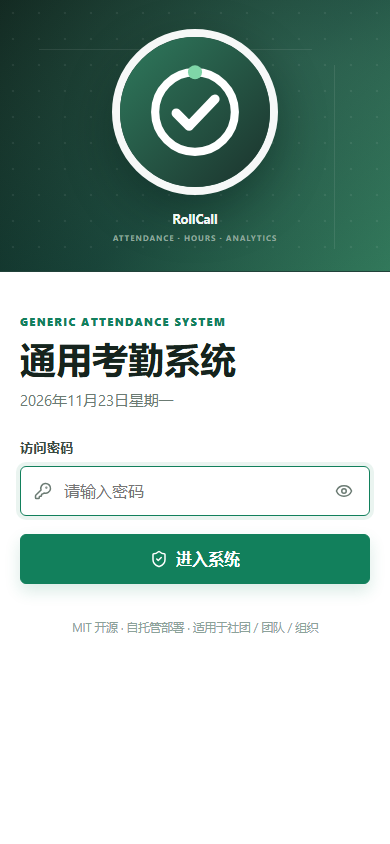 RollCall
ATTENDANCE · HOURS · ANALYTICS
GENERIC ATTENDANCE SYSTEM
通用考勤系统
2026年11月23日星期一
访问密码
请输入密码
进入系统
MIT 开源 · 自托管部署 · 适用于社团 / 团队 / 组织